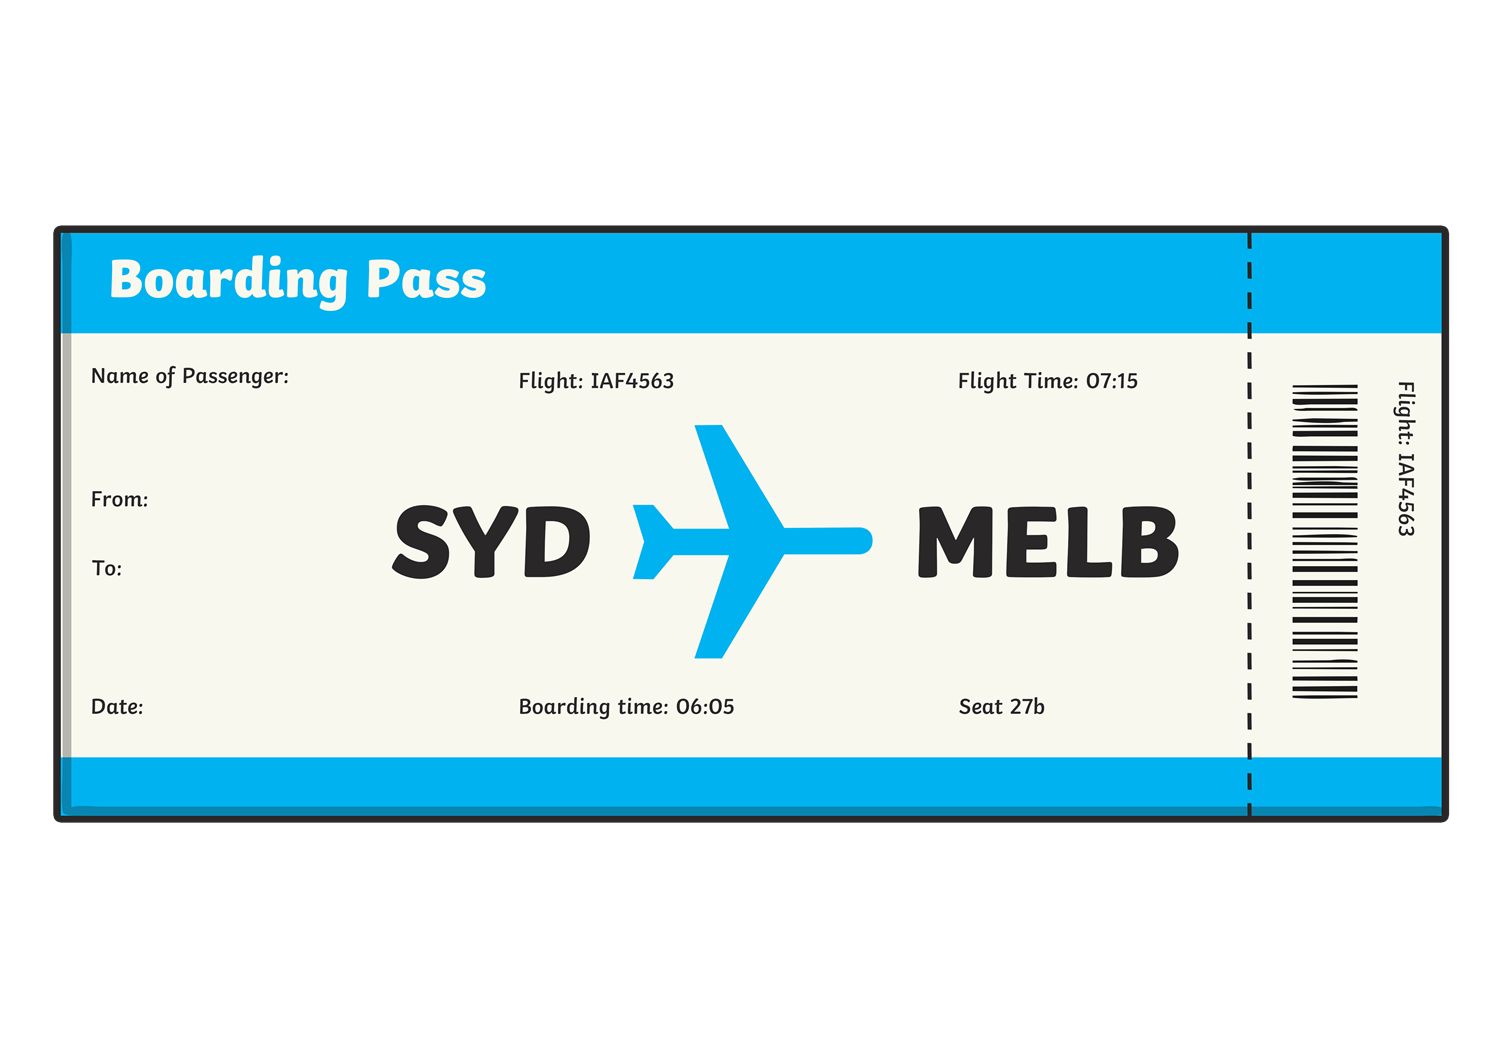 Boarding Pass
Name of Passenger:
Flight: IAF4563
Flight Time: 07:15
From:
To:
SYD
MELB
Date:
Boarding time: 06:05
Seat 27b
Flight: IAF4563